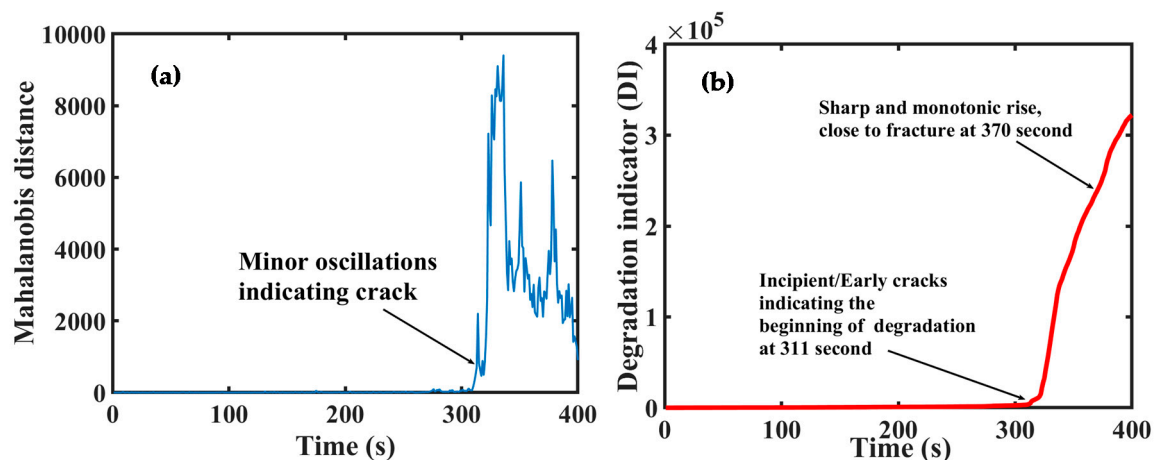 (a)
Mahalanobis distance
10000
8000
6000
4000
2000
0
Minor oscillations
indicating crack
0 100 200 300 400
Time (s)
(b)
Degradation indicator (DI)
×10⁵
4
3
2
1
0
Sharp and monotonic rise,
close to fracture at 370 second
Incipient/Early cracks
indicating the
beginning of degradation
at 311 second
0 100 200 300 400
Time (s)